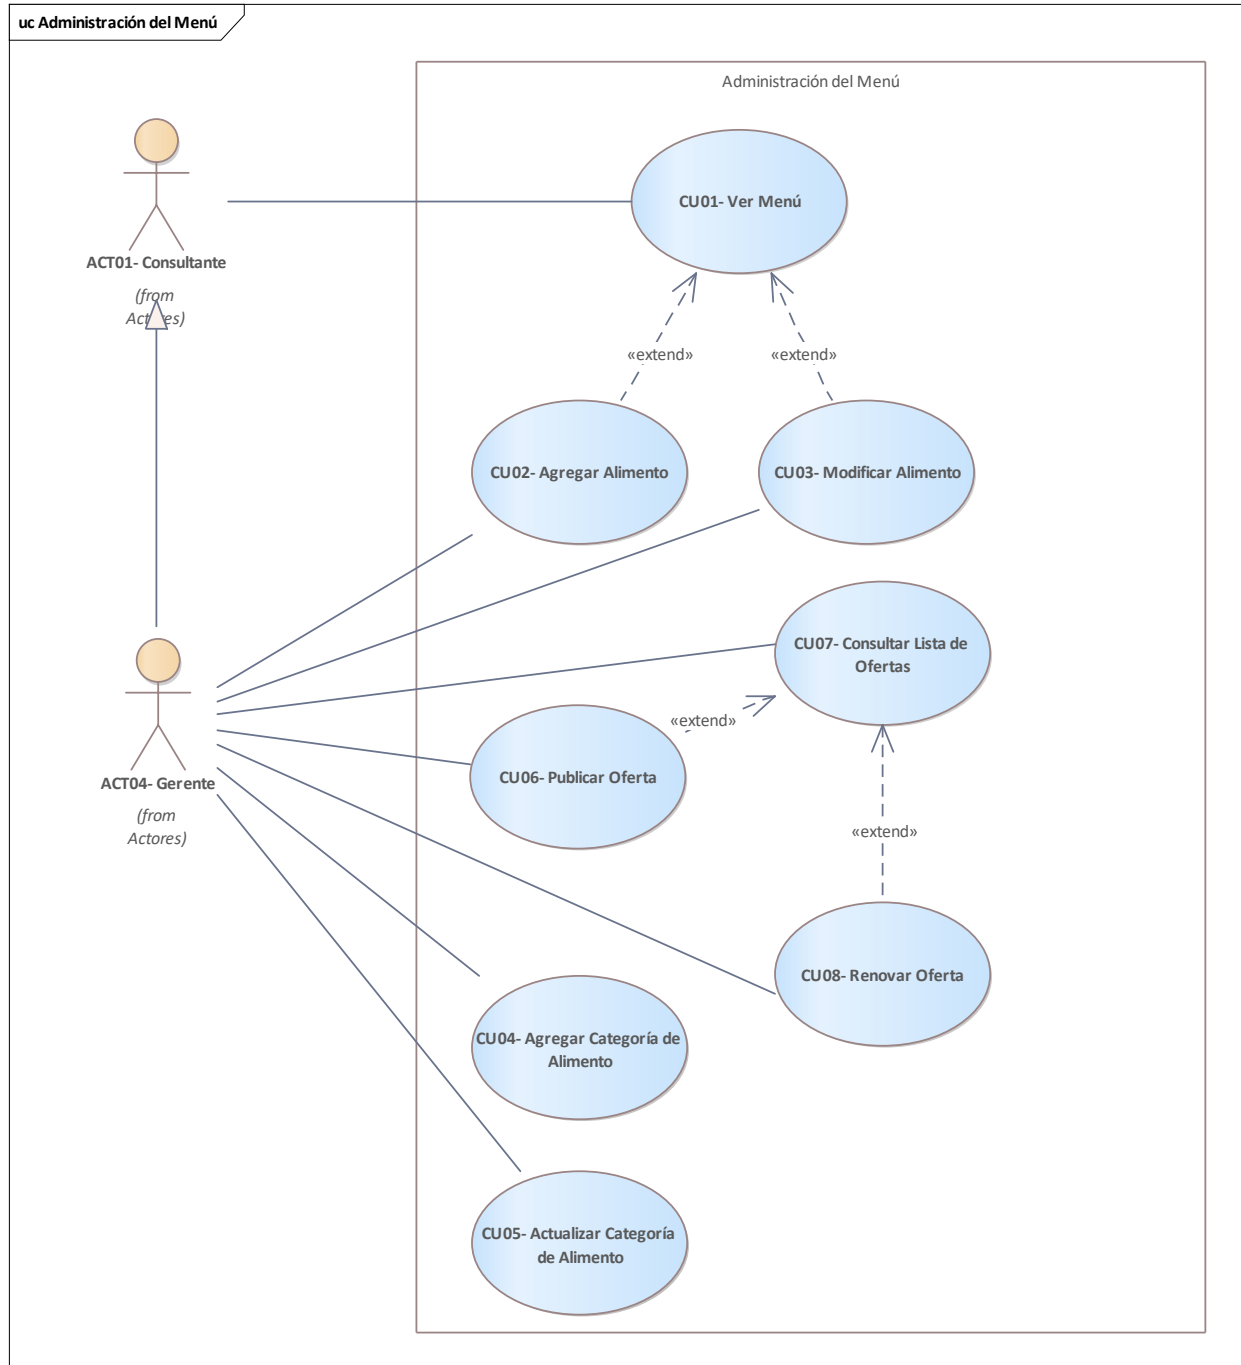 uc Administración del Menú
Administración del Menú
CU01- Ver Menú
ACT01- Consultante
(from
Actores)
«extend»
«extend»
CU02- Agregar Alimento
CU03- Modificar Alimento
CU07- Consultar Lista de
Ofertas
«extend»
CU06- Publicar Oferta
ACT04- Gerente
(from
Actores)
«extend»
CU08- Renovar Oferta
CU04- Agregar Categoría de
Alimento
CU05- Actualizar Categoría
de Alimento